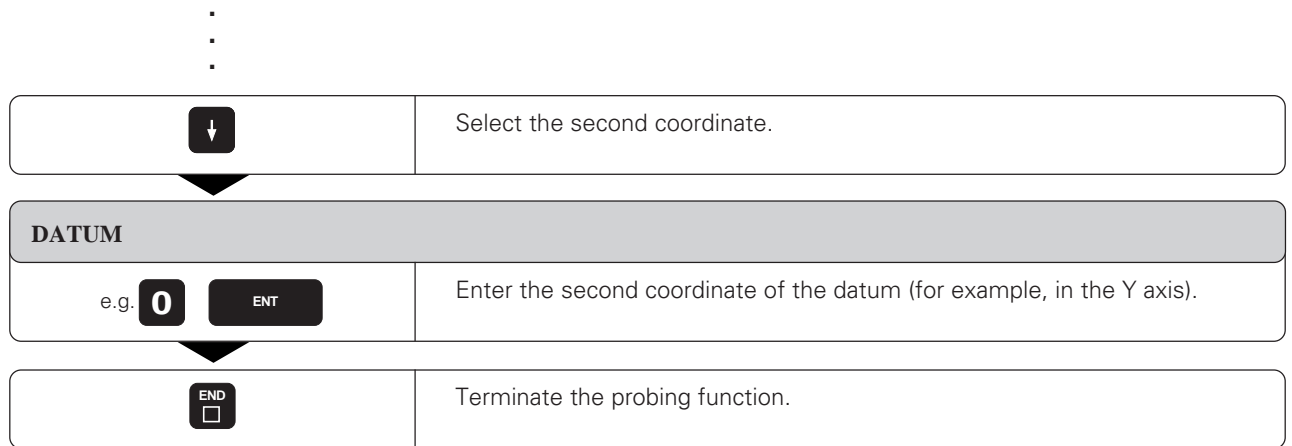 .
.
.
Select the second coordinate.
DATUM
e.g. 0 ENT
Enter the second coordinate of the datum (for example, in the Y axis).
END
Terminate the probing function.